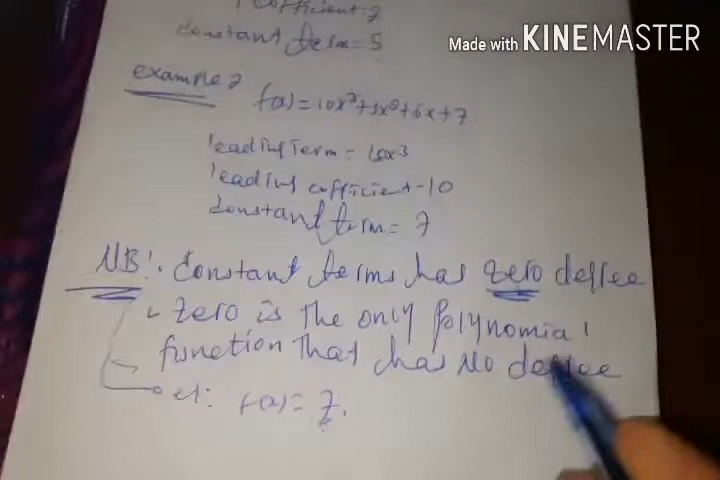 coefficient = 2
constant term = 5
Made with KINEMASTER
example 2
f(x) = 10x³ + 3x² + 6x + 7
leading Term = 10x³
leading coefficient = 10
constant term = 7
NB: constant terms has zero degree
zero is the only polynomial
function that has no degree
f(x) = 7.